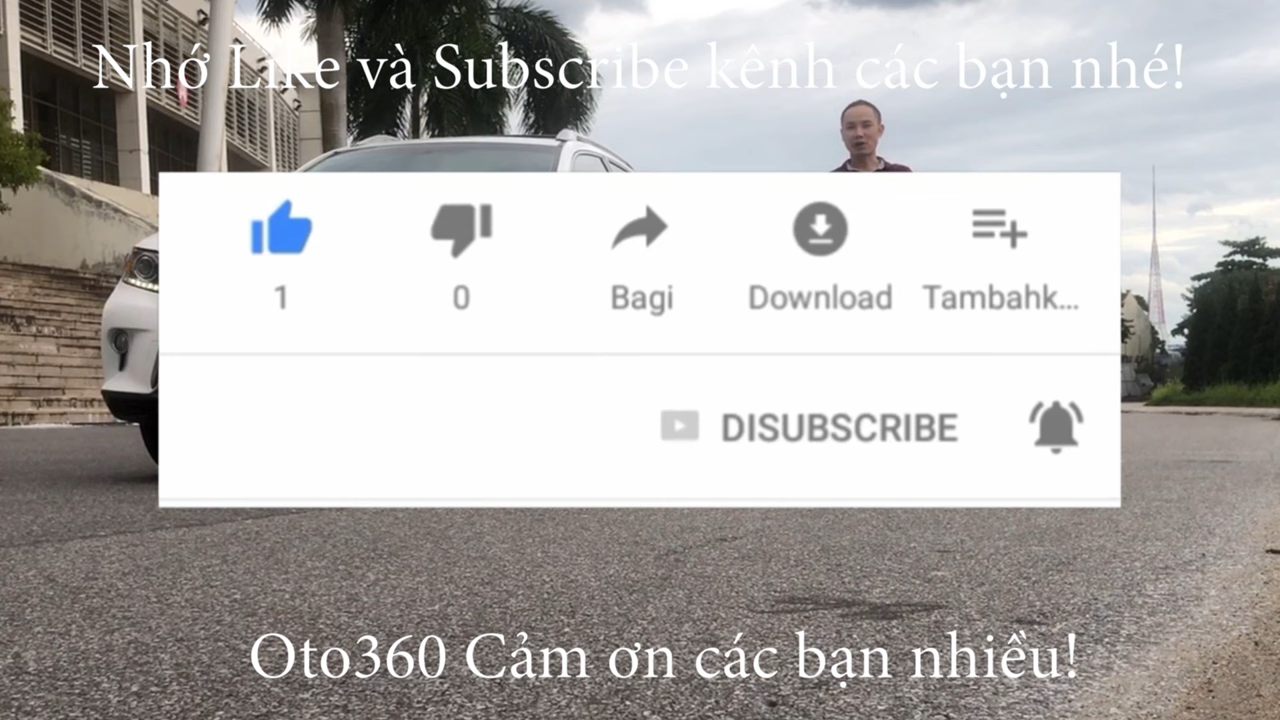 Nhớ Like và Subscribe kênh các bạn nhé!
1 0 Bagi Download Tambahk...
DISUBSCRIBE
Oto360 Cảm ơn các bạn nhiều!